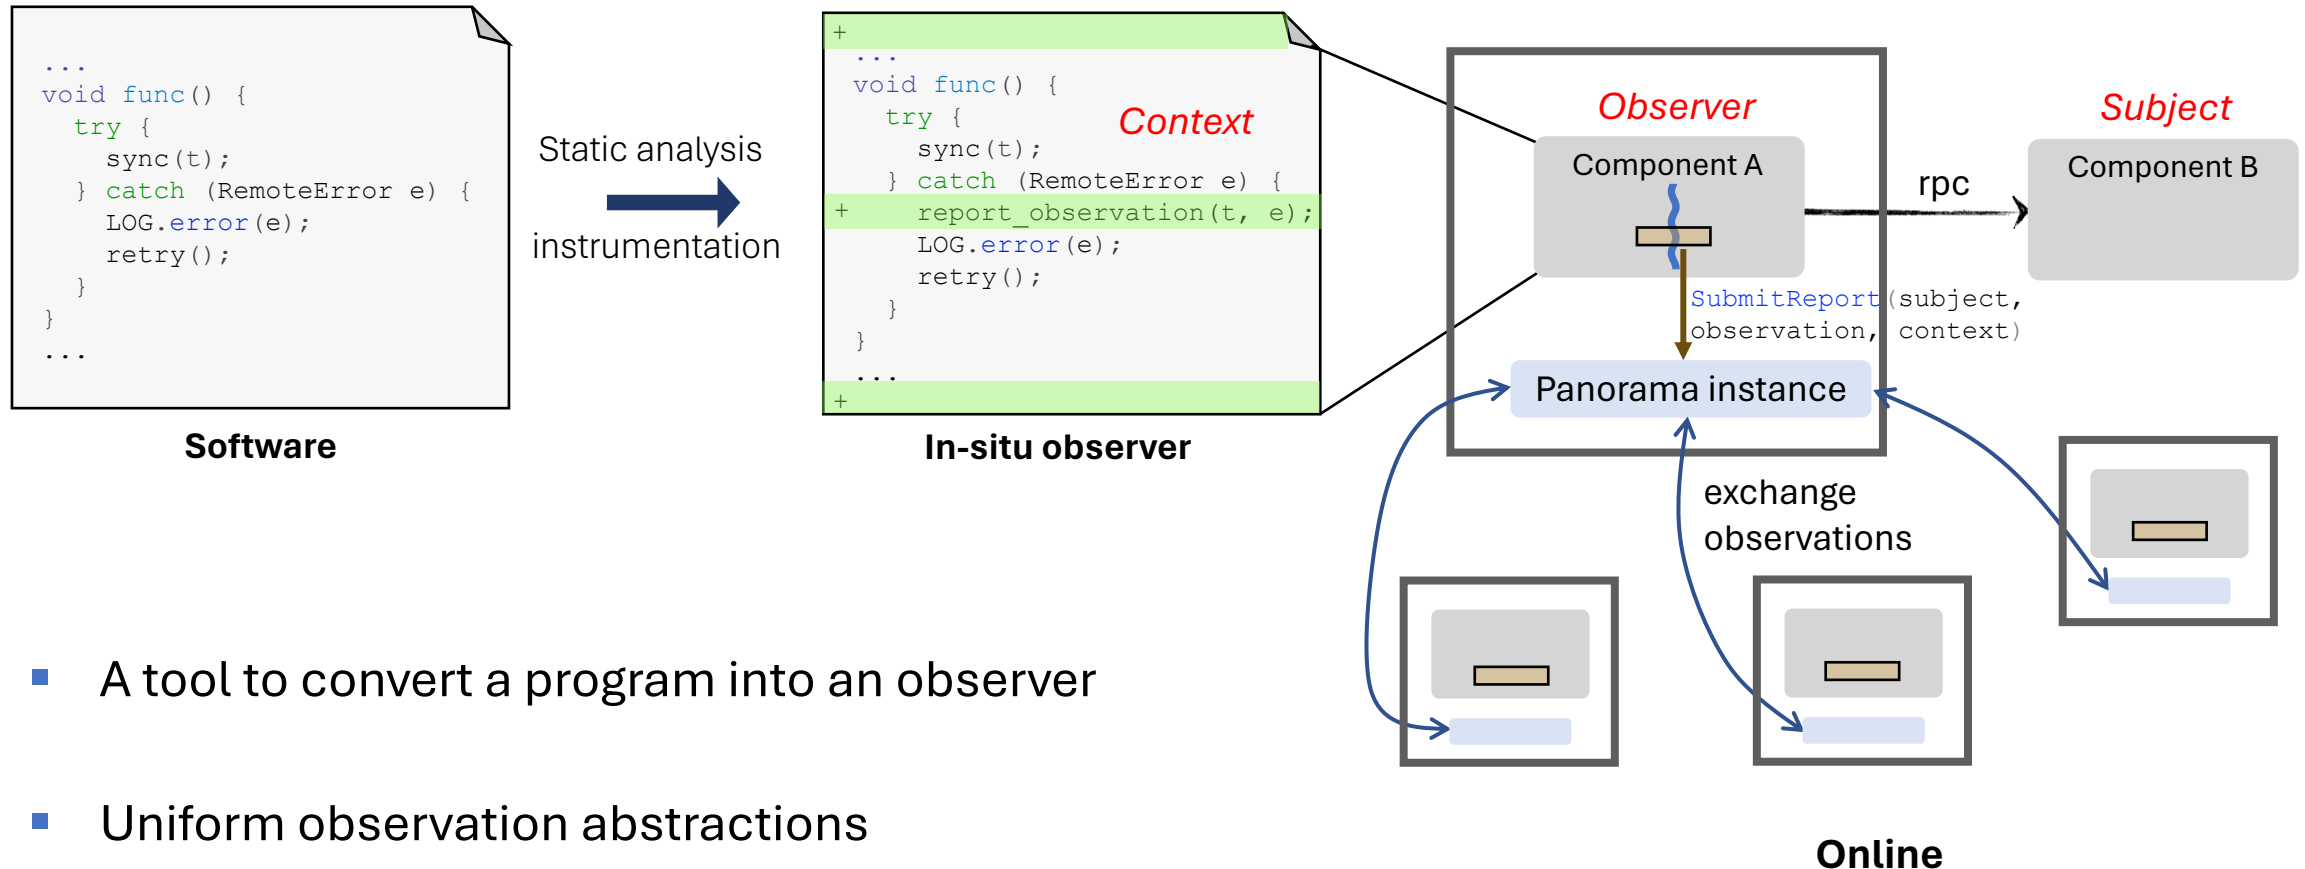 ...
void func() {
try {
sync(t);
} catch (RemoteError e) {
LOG.error(e);
retry();
}
}
...
Software
Static analysis
instrumentation
+
...
void func() {
Context
try {
sync(t);
} catch (RemoteError e) {
+ report_observation(t, e);
LOG.error(e);
retry();
}
}
...
+
In-situ observer
Observer
Component A
rpc
Subject
Component B
SubmitReport(subject,
observation, context)
Panorama instance
exchange
observations
▪ A tool to convert a program into an observer
▪ Uniform observation abstractions
Online